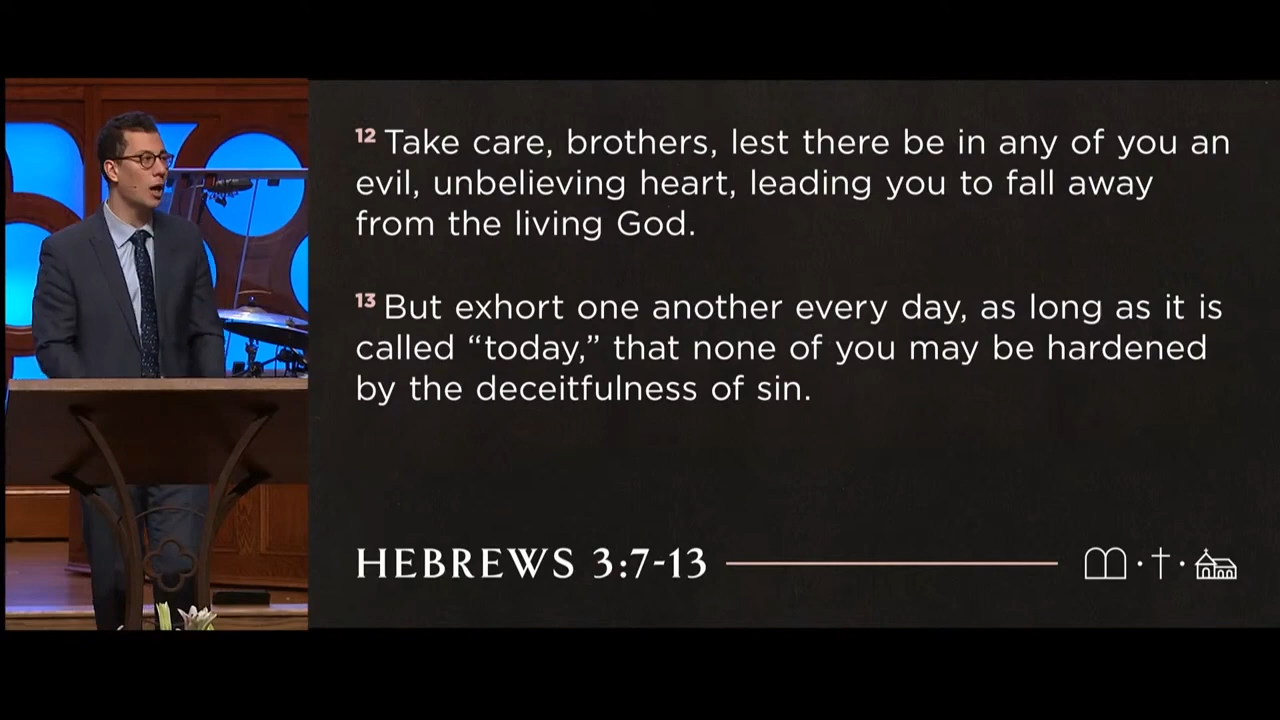 12 Take care, brothers, lest there be in any of you an
evil, unbelieving heart, leading you to fall away
from the living God.
13 But exhort one another every day, as long as it is
called “today,” that none of you may be hardened
by the deceitfulness of sin.
HEBREWS 3:7-13